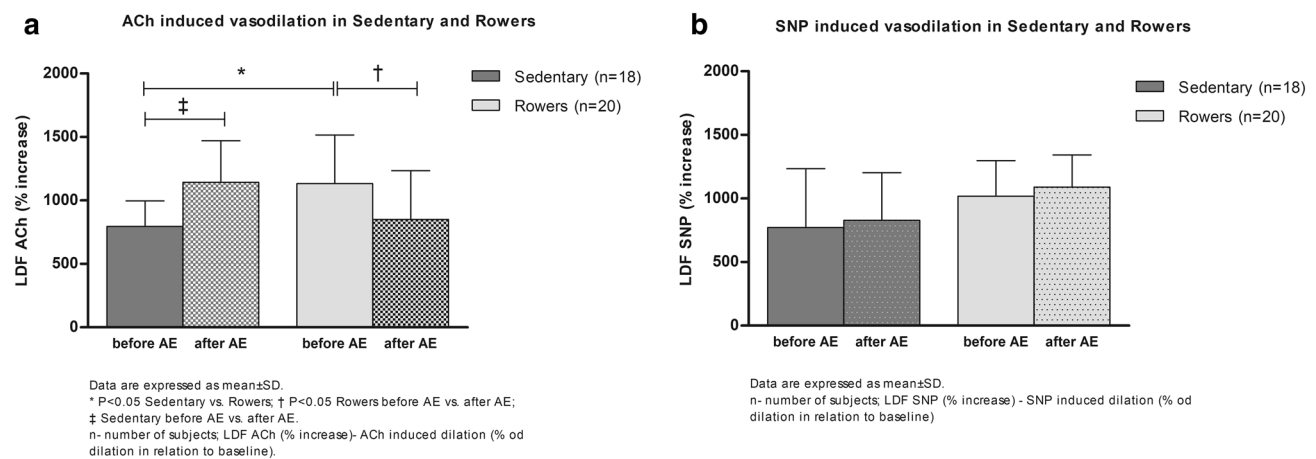 a
ACh induced vasodilation in Sedentary and Rowers
2000
1500
1000
500
0
LDF ACh (% increase)
*
†
‡
Sedentary (n=18)
Rowers (n=20)
before AE after AE before AE after AE
Data are expressed as mean±SD.
* P<0.05 Sedentary vs. Rowers; † P<0.05 Rowers before AE vs. after AE;
‡ Sedentary before AE vs. after AE.
n- number of subjects; LDF ACh (% increase)- ACh induced dilation (% od
dilation in relation to baseline).
b
SNP induced vasodilation in Sedentary and Rowers
2000
1500
1000
500
0
LDF SNP (% increase)
Sedentary (n=18)
Rowers (n=20)
before AE after AE before AE after AE
Data are expressed as mean±SD.
n- number of subjects; LDF SNP (% increase) - SNP induced dilation (% od
dilation in relation to baseline)